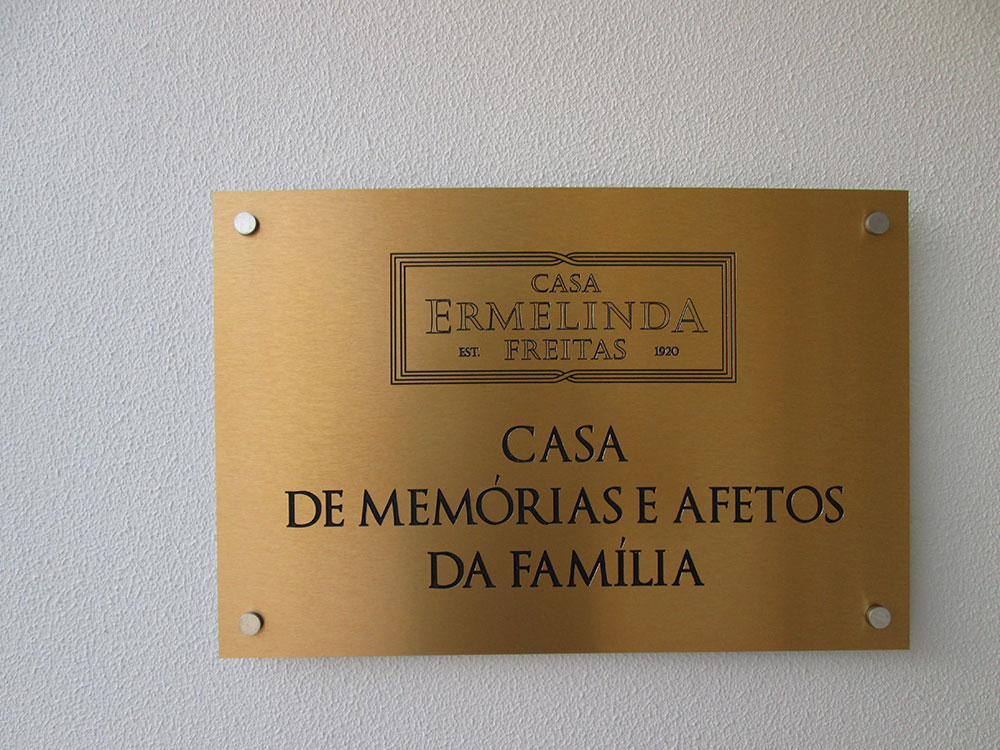 CASA
ERMELINDA
EST. FREITAS 1920
CASA
DE MEMÓRIAS E AFETOS
DA FAMÍLIA